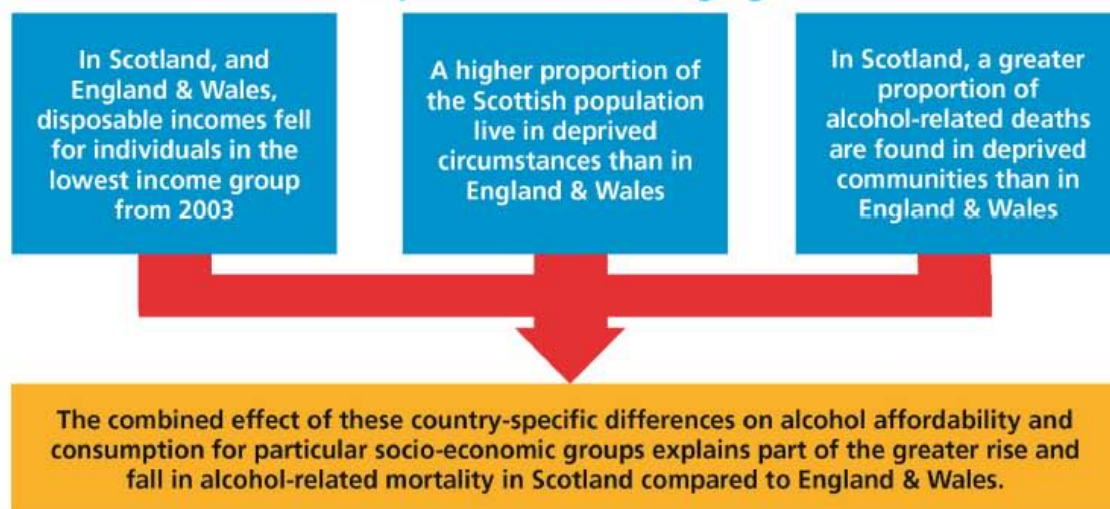 In Scotland, and
England & Wales,
disposable incomes fell
for individuals in the
lowest income group
from 2003
A higher proportion of
the Scottish population
live in deprived
circumstances than in
England & Wales
In Scotland, a greater
proportion of
alcohol-related deaths
are found in deprived
communities than in
England & Wales
The combined effect of these country-specific differences on alcohol affordability and
consumption for particular socio-economic groups explains part of the greater rise and
fall in alcohol-related mortality in Scotland compared to England & Wales.